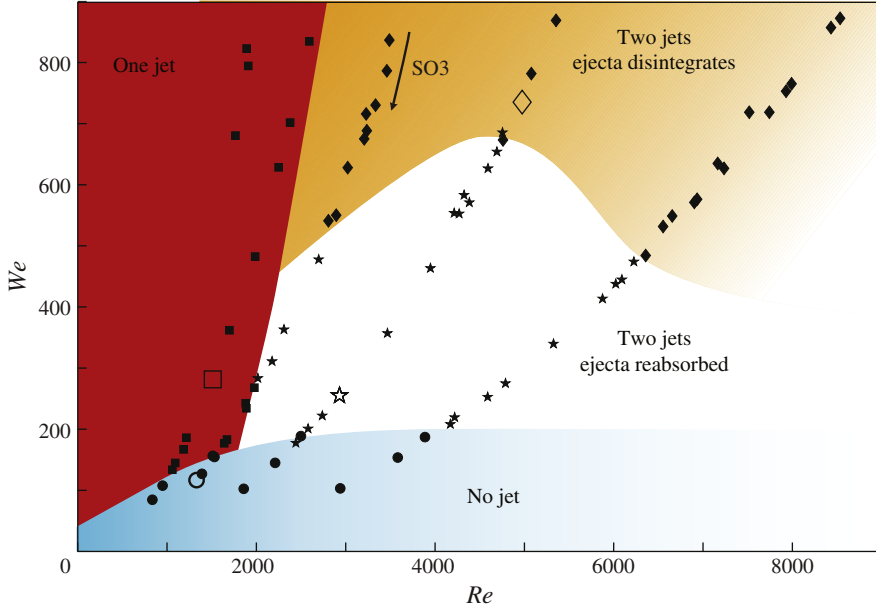 One jet
SO3
Two jets
ejecta disintegrates
Two jets
ejecta reabsorbed
No jet
We
800
600
400
200
0
2000
4000
6000
8000
Re